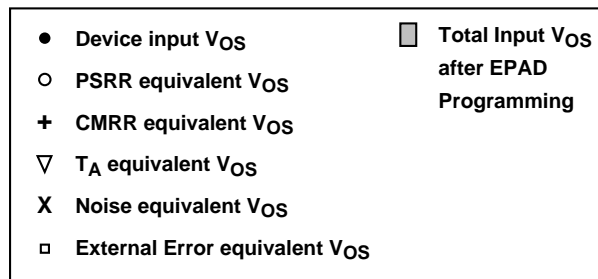 ● Device input VOS
○ PSRR equivalent VOS
+ CMRR equivalent VOS
▽ TA equivalent VOS
X Noise equivalent VOS
□ External Error equivalent VOS
Total Input VOS
after EPAD
Programming